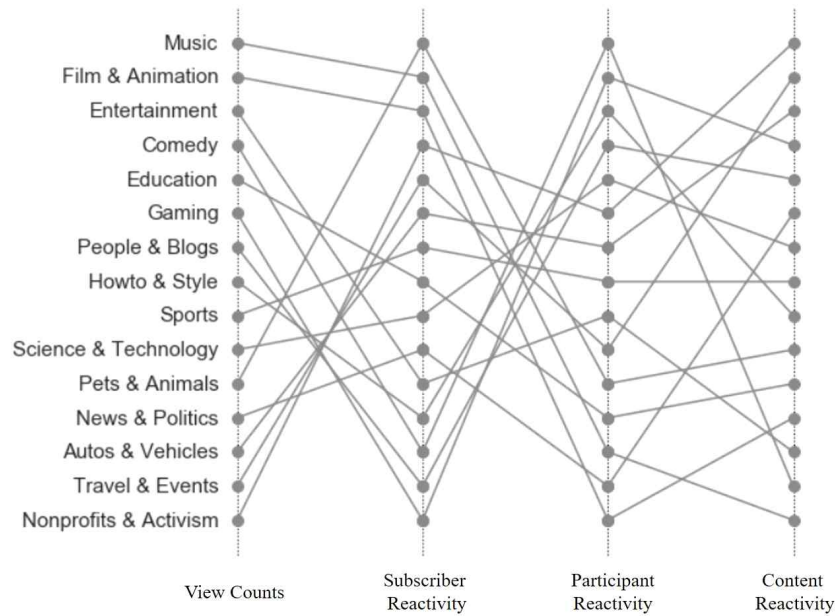 Music
Film & Animation
Entertainment
Comedy
Education
Gaming
People & Blogs
Howto & Style
Sports
Science & Technology
Pets & Animals
News & Politics
Autos & Vehicles
Travel & Events
Nonprofits & Activism
View Counts
Subscriber
Reactivity
Participant
Reactivity
Content
Reactivity